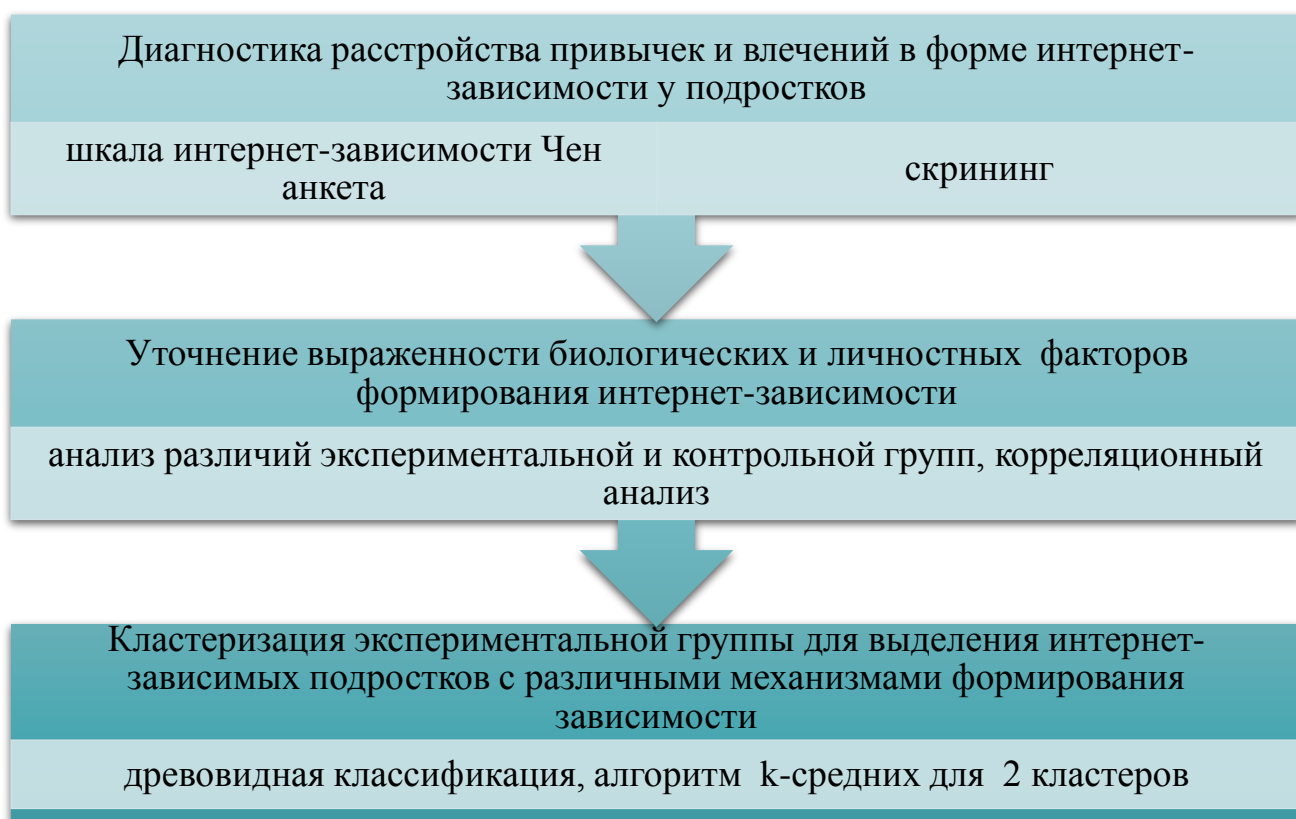 Диагностика расстройства привычек и влечений в форме интернет-
зависимости у подростков
шкала интернет-зависимости Чен
анкета
скрининг
Уточнение выраженности биологических и личностных факторов
формирования интернет-зависимости
анализ различий экспериментальной и контрольной групп, корреляционный
анализ
Кластеризация экспериментальной группы для выделения интернет-
зависимых подростков с различными механизмами формирования
зависимости
древовидная классификация, алгоритм k-средних для 2 кластеров